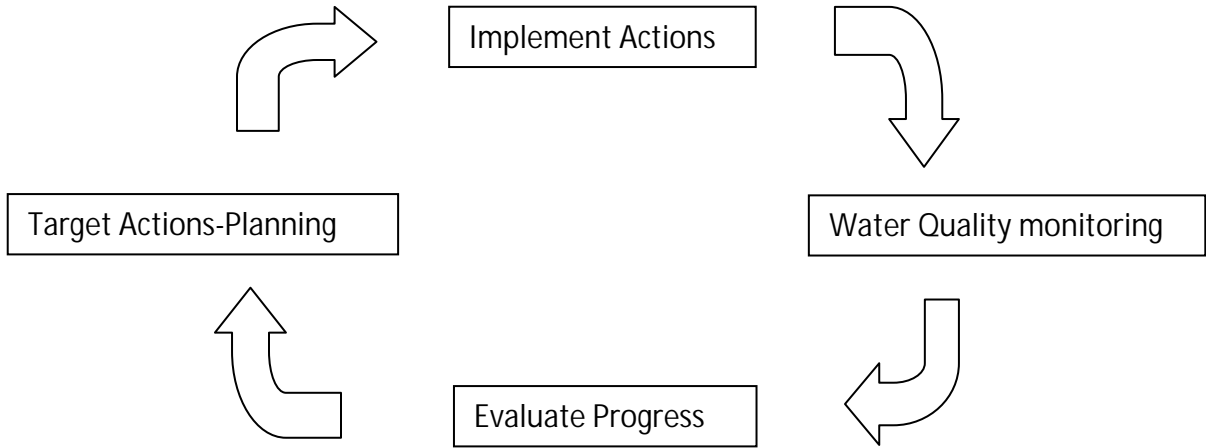 Implement Actions
Target Actions-Planning
Water Quality monitoring
Evaluate Progress